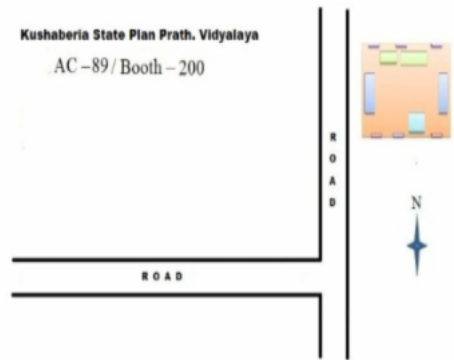 Kushaberia State Plan Prath. Vidyalaya
AC – 89 / Booth – 200
ROAD
N
ROAD